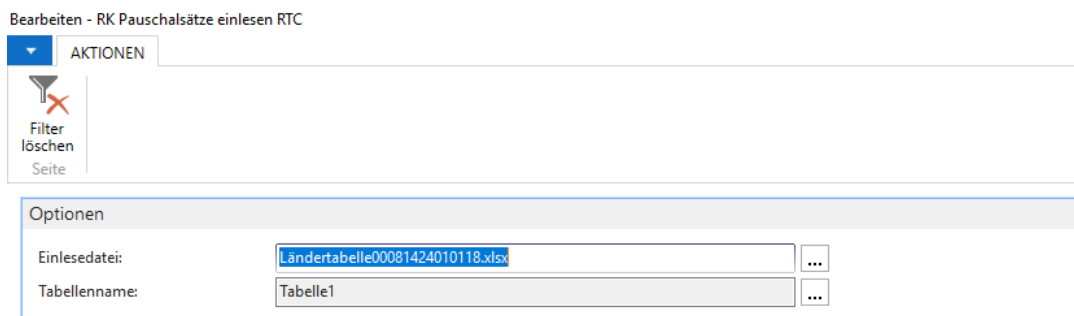 Bearbeiten - RK Pauschalsätze einlesen RTC
AKTIONEN
Filter
löschen
Seite
Optionen
Einlesedatei: Ländertabelle00081424010118.xlsx ...
Tabellenname: Tabelle1 ...